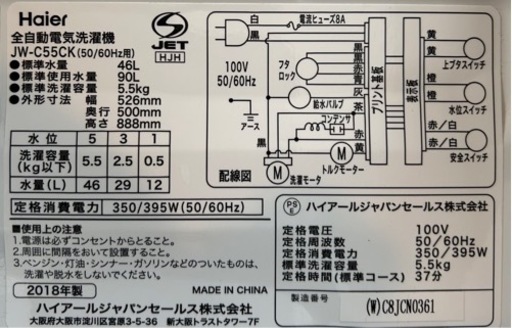 Haier
全自動電気洗濯機
JW-C55CK(50/60Hz用)
JET
HJH
●標準水量 46L
●標準使用水量 90L
●標準洗濯容量 5.5kg
●外形寸法 幅 526mm
奥行 500mm
高さ 888mm
水位 5 3 1
洗濯容量(kg以下) 5.5 2.5 0.5
水量(L) 46 29 12
定格消費電力 350/395W(50/60Hz)
■使用上の注意
1.電源は必ずコンセントからとること。
2.周囲に間隔をおいて設置すること。
3.ベンジン・灯油・シンナー・ガソリンなどのついたものは、
洗濯や脱水をしないでください。
2018年製
MADE IN CHINA
ハイアールジャパンセールス株式会社
大阪府大阪市淀川区宮原3-5-36 新大阪トラストタワー7F
白
黒
電流ヒューズ8A
100V
50/60Hz
アース
フタロック
黒
黒
青
灰
給水バルブ
茶
コンデンサ
赤
白
黒
M
洗濯モータ
M
トルクモーター
配線図
プリント基板
表示板
黄
黄
上ブタスイッチ
橙
橙
水位スイッチ
赤/白
赤/白
安全スイッチ
PSE
ハイアールジャパンセールス株式会社
定格電圧 100V
定格周波数 50/60Hz
定格消費電力 350/395W
標準洗濯容量 5.5kg
定格時間(標準コース) 37分
製造番号 (W)C8JCN0361